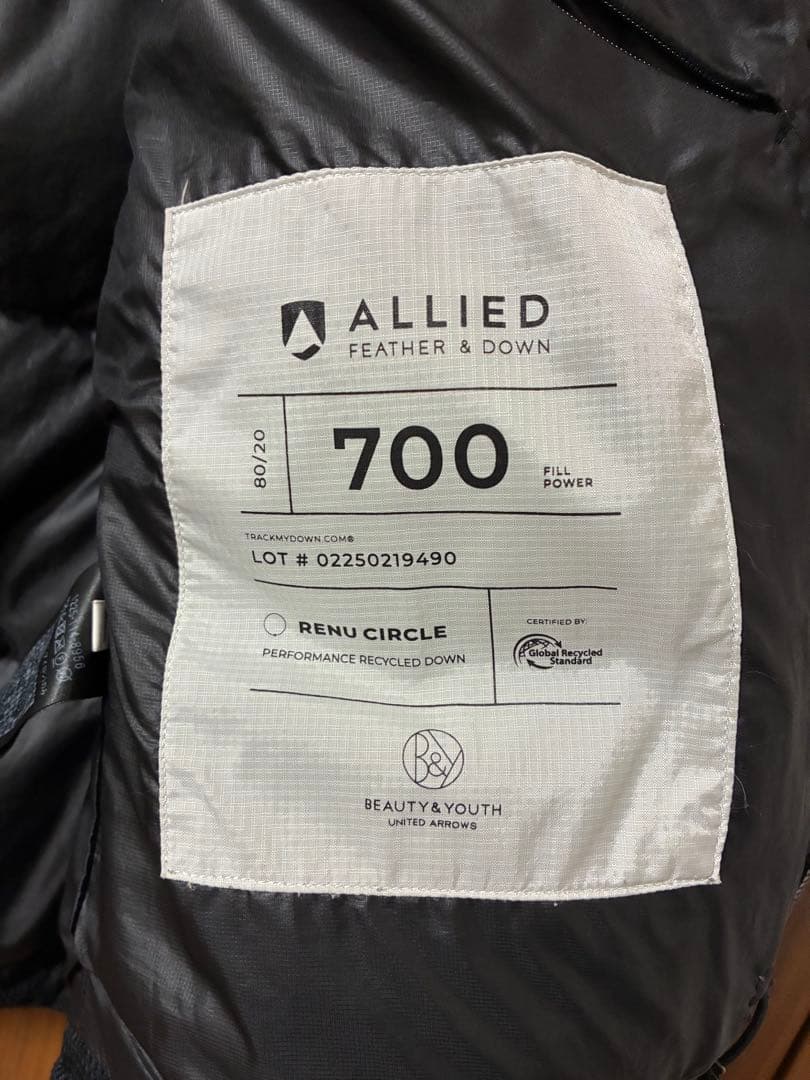 ALLIED
FEATHER & DOWN
80/20
700
FILL
POWER
TRACKMYDOWN.COM®
LOT # 02250219490
RENU CIRCLE
PERFORMANCE RECYCLED DOWN
CERTIFIED BY:
Global Recycled
Standard
B&Y
BEAUTY&YOUTH
UNITED ARROWS